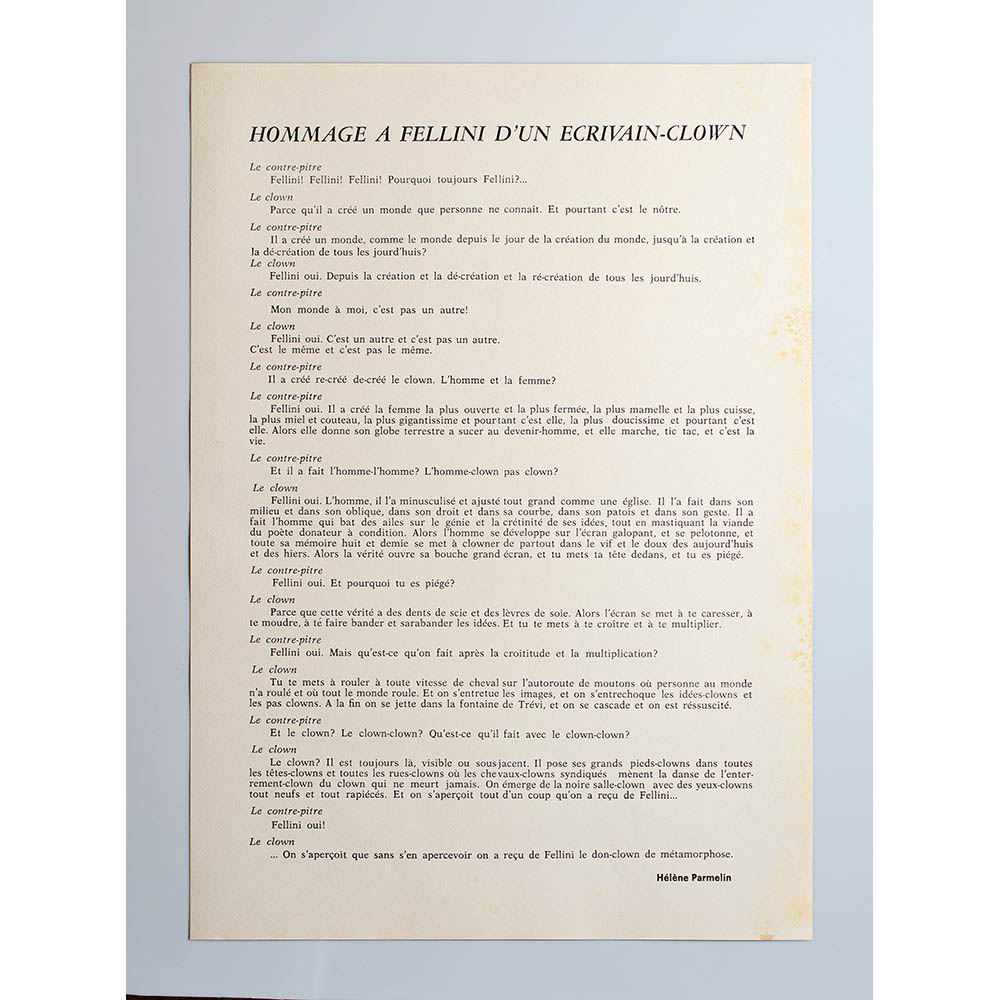 HOMMAGE A FELLINI D'UN ECRIVAIN-CLOWN
Le contre-pitre
Fellini! Fellini! Fellini! Pourquoi toujours Fellini?...
Le clown
Parce qu'il a créé un monde que personne ne connaît. Et pourtant c'est le nôtre.
Le contre-pitre
Il a créé un monde, comme le monde depuis le jour de la création du monde, jusqu'à la création et
la dé-création de tous les jourd'huis?
Le clown
Fellini oui. Depuis la création et la dé-création et la ré-création de tous les jourd'huis.
Le contre-pitre
Mon monde à moi, c'est pas un autre!
Le clown
Fellini oui. C'est un autre et c'est pas un autre.
C'est le même et c'est pas le même.
Le contre-pitre
Il a créé re-créé de-créé le clown. L'homme et la femme?
Le contre-pitre
Fellini oui. Il a créé la femme la plus ouverte et la plus fermée, la plus mamelle et la plus cuisse,
la plus miel et couteau, la plus gigantissime et pourtant c'est elle, la plus doucissime et pourtant c'est
elle. Alors elle donne son globe terrestre a sucer au devenir-homme, et elle marche, tic tac, et c'est la
vie.
Le contre-pitre
Et il a fait l'homme-l'homme? L'homme-clown pas clown?
Le clown
Fellini oui. L'homme, il l'a minusculisé et ajusté tout grand comme une église. Il l'a fait dans son
milieu et dans son oblique, dans son droit et dans sa courbe, dans son patois et dans son geste. Il a
fait l'homme qui bat des ailes sur le génie et la crétinité de ses idées, tout en mastiquant la viande
du poète donateur à condition. Alors l'homme se développe sur l'écran galopant, et se pelotonne, et
toute sa mémoire huit et demie se met à clowner de partout dans le vif et le doux des aujourd'huis
et des hiers. Alors la vérité ouvre sa bouche grand écran, et tu mets ta tête dedans, et tu es piégé.
Le contre-pitre
Fellini oui. Et pourquoi tu es piégé?
Le clown
Parce que cette vérité a des dents de scie et des lèvres de soie. Alors l'écran se met à te caresser, à
te moudre, à te faire bander et sarabander les idées. Et tu te mets à te croître et à te multiplier.
Le contre-pitre
Fellini oui. Mais qu'est-ce qu'on fait après la croititude et la multiplication?
Le clown
Tu te mets à rouler à toute vitesse de cheval sur l'autoroute de moutons où personne au monde
n'a roulé et où tout le monde roule. Et on s'entretue les images, et on s'entrechoque les idées-clowns et
les pas clowns. A la fin on se jette dans la fontaine de Trévi, et on se cascade et on est réssuscité.
Le contre-pitre
Et le clown? Le clown-clown? Qu'est-ce qu'il fait avec le clown-clown?
Le clown
Le clown? Il est toujours là, visible ou sousjacent. Il pose ses grands pieds-clowns dans toutes
les têtes-clowns et toutes les rues-clowns où les chevaux-clowns syndiqués mènent la danse de l'enter-
rement-clown du clown qui ne meurt jamais. On émerge de la noire salle-clown avec des yeux-clowns
tout neufs et tout rapiécés. Et on s'aperçoit tout d'un coup qu'on a reçu de Fellini...
Le contre-pitre
Fellini oui!
Le clown
... On s'aperçoit que sans s'en apercevoir on a reçu de Fellini le don-clown de métamorphose.
Hélène Parmelin